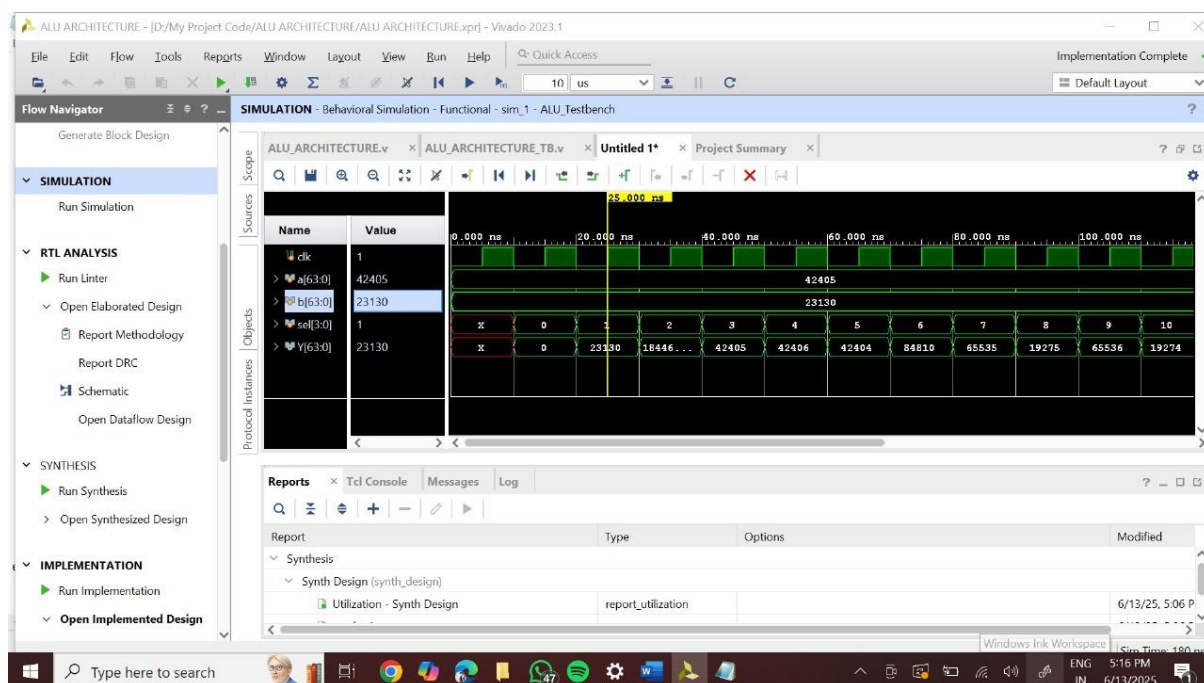 ALU ARCHITECTURE - [D:/My Project Code/ALU ARCHITECTURE/ALU ARCHITECTURE.xpr] - Vivado 2023.1
File Edit Flow Tools Reports Window Layout View Run Help Quick Access
Implementation Complete
10 us
Default Layout
Flow Navigator
SIMULATION - Behavioral Simulation - Functional - sim_1 - ALU_Testbench
Generate Block Design
SIMULATION
Run Simulation
RTL ANALYSIS
Run Linter
Open Elaborated Design
Report Methodology
Report DRC
Schematic
Open Dataflow Design
SYNTHESIS
Run Synthesis
Open Synthesized Design
IMPLEMENTATION
Run Implementation
Open Implemented Design
Scope
Sources
Objects
Protocol Instances
ALU_ARCHITECTURE.v ALU_ARCHITECTURE_TB.v Untitled 1* Project Summary
25.000 ns
Name Value
0.000 ns 20.000 ns 40.000 ns 60.000 ns 80.000 ns 100.000 ns
clk 1
a[63:0] 42405 42405
b[63:0] 23130 23130
sel[3:0] 1 X 0 1 2 3 4 5 6 7 8 9 10
Y[63:0] 23130 X 0 23130 18446... 42405 42406 42404 84810 65535 19275 65536 19274
Reports Tcl Console Messages Log
Report Type Options Modified
Synthesis
Synth Design (synth_design)
Utilization - Synth Design report_utilization 6/13/25, 5:06 P
Windows Ink Workspace
Sim Time: 180 ns
Type here to search
47
ENG
IN
5:16 PM
6/13/2025
1